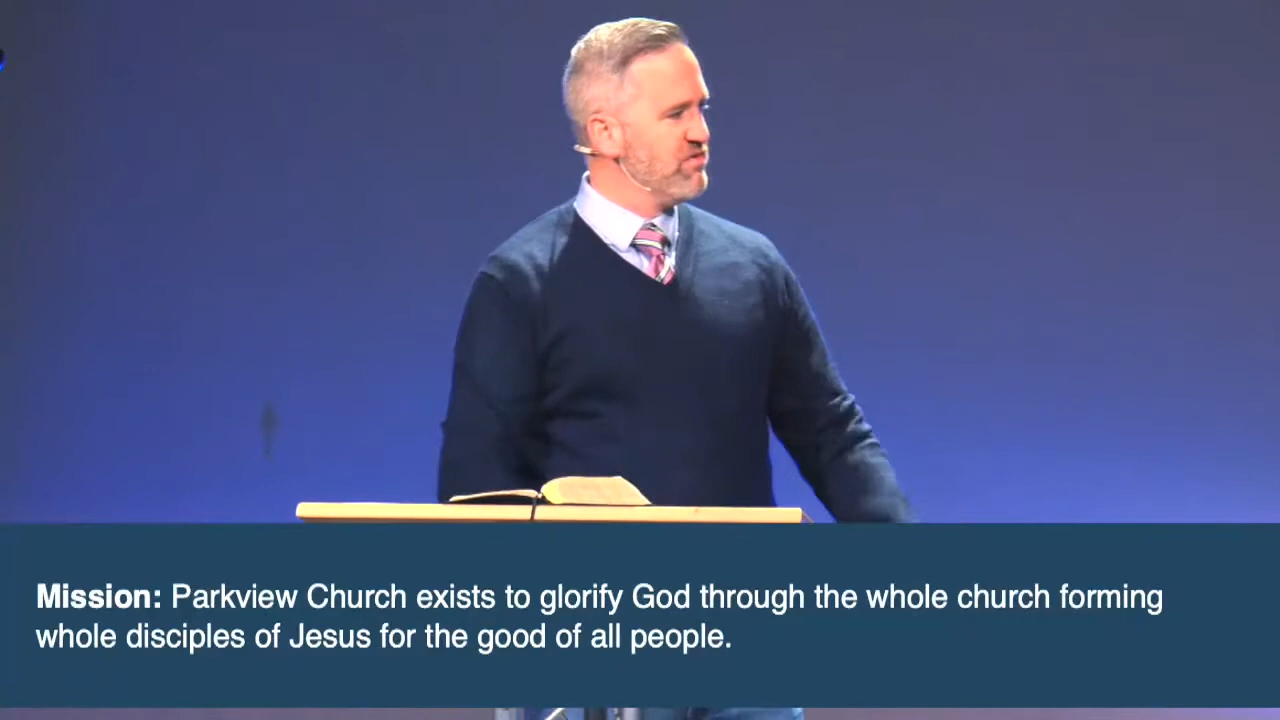 Mission: Parkview Church exists to glorify God through the whole church forming
whole disciples of Jesus for the good of all people.